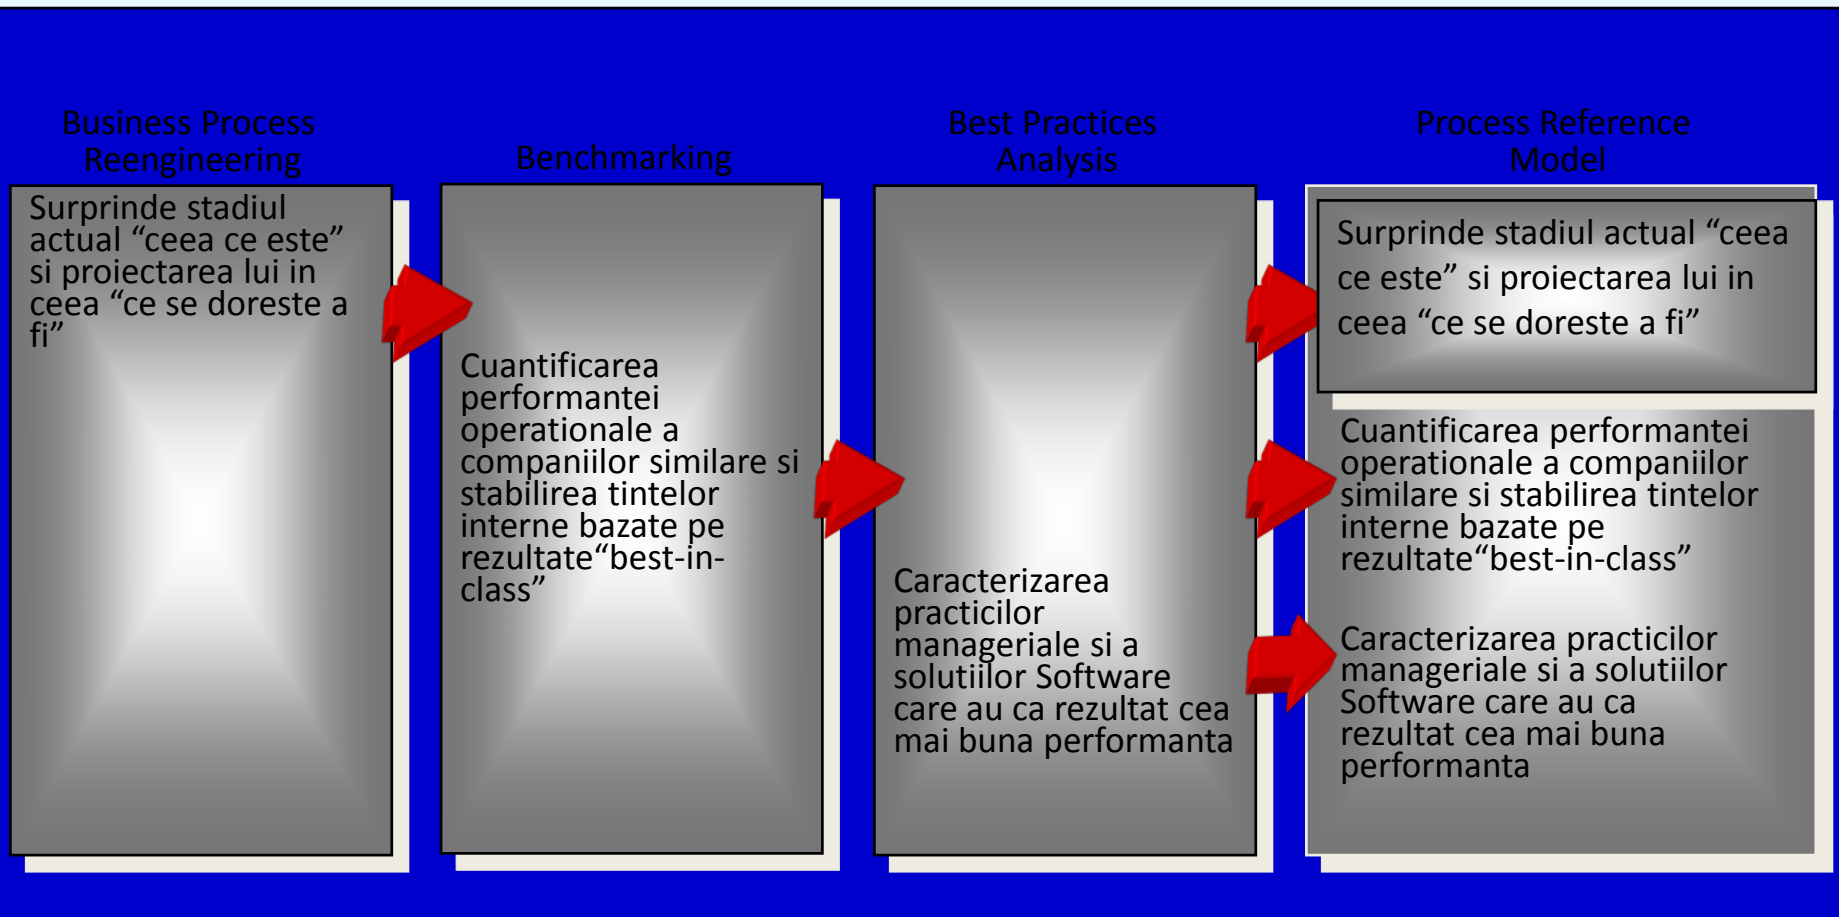 Business Process
Reengineering
Surprinde stadiul
actual “ceea ce este”
si proiectarea lui in
ceea “ce se doreste a
fi”
Benchmarking
Cuantificarea
performantei
operationale a
companiilor similare si
stabilirea tintelor
interne bazate pe
rezultate“best-in-
class”
Best Practices
Analysis
Caracterizarea
practicilor
manageriale si a
solutiilor Software
care au ca rezultat cea
mai buna performanta
Process Reference
Model
Surprinde stadiul actual “ceea
ce este” si proiectarea lui in
ceea “ce se doreste a fi”
Cuantificarea performantei
operationale a companiilor
similare si stabilirea tintelor
interne bazate pe
rezultate“best-in-class”
Caracterizarea practicilor
manageriale si a solutiilor
Software care au ca
rezultat cea mai buna
performanta